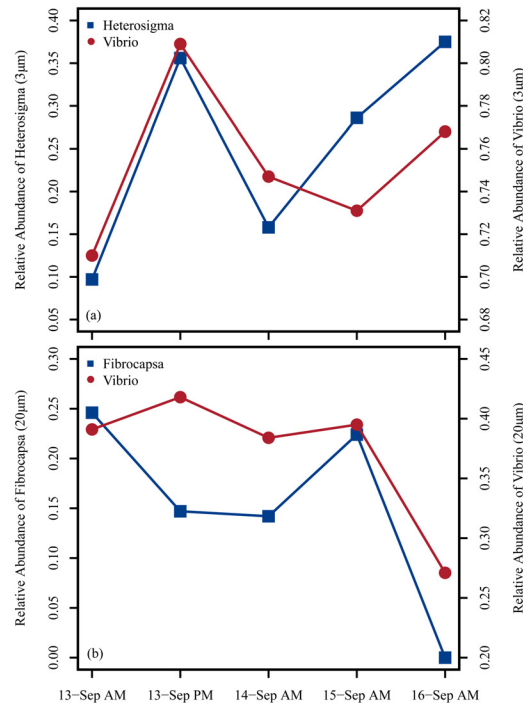 Heterosigma
Vibrio
Relative Abundance of Heterosigma (3μm)
0.40
0.35
0.30
0.25
0.20
0.15
0.10
0.05
Relative Abundance of Vibrio (3um)
0.82
0.80
0.78
0.76
0.74
0.72
0.70
0.68
(a)
Fibrocapsa
Vibrio
Relative Abundance of Fibrocapsa (20μm)
0.30
0.25
0.20
0.15
0.10
0.05
0.00
Relative Abundance of Vibrio (20μm)
0.45
0.40
0.35
0.30
0.25
0.20
(b)
13−Sep AM
13−Sep PM
14−Sep AM
15−Sep AM
16−Sep AM